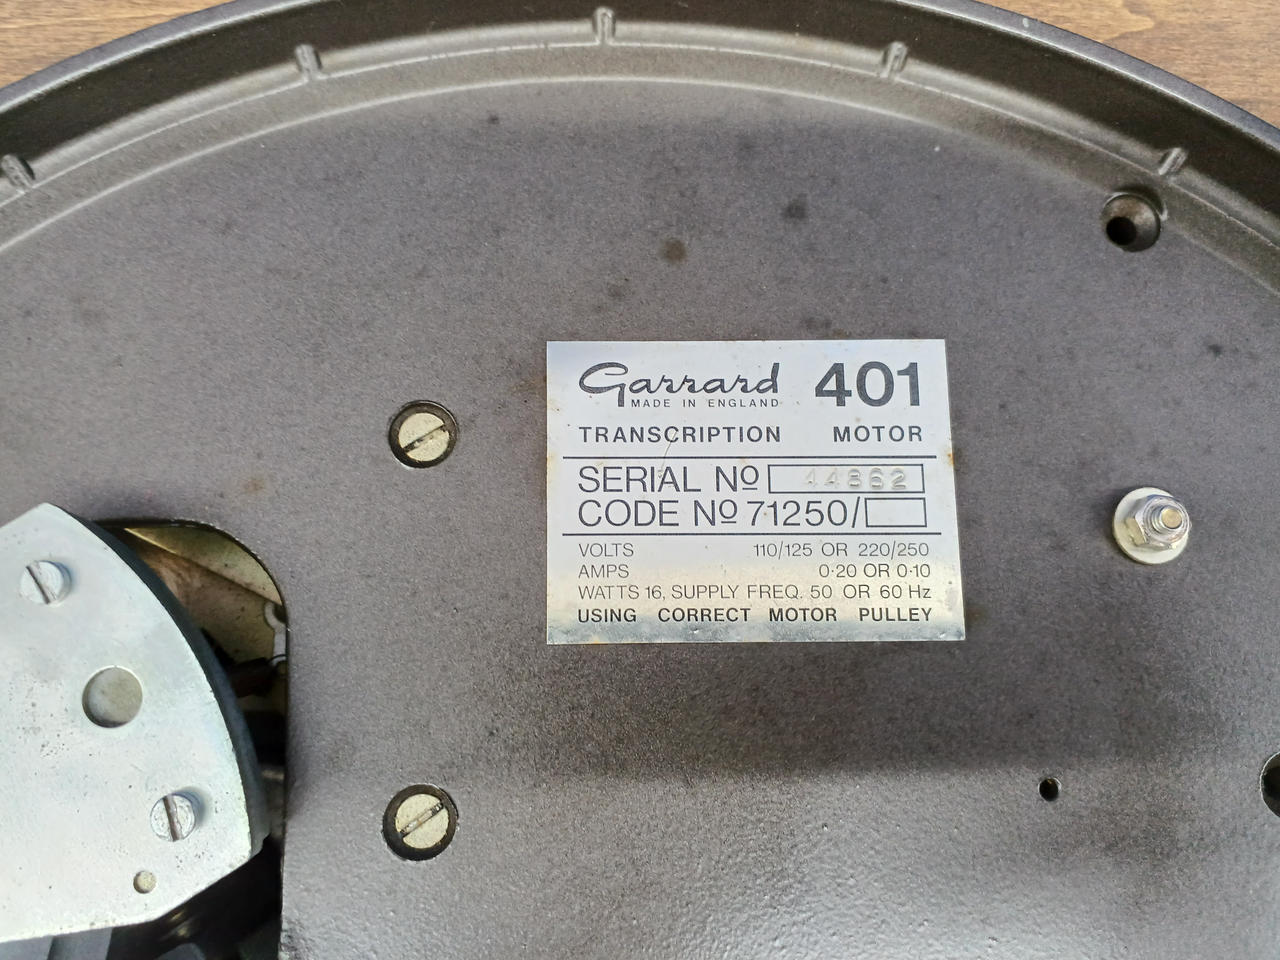 Garrard 401
MADE IN ENGLAND
TRANSCRIPTION MOTOR
SERIAL Nº 44862
CODE Nº 71250/
VOLTS 110/125 OR 220/250
AMPS 0·20 OR 0·10
WATTS 16, SUPPLY FREQ. 50 OR 60 Hz
USING CORRECT MOTOR PULLEY